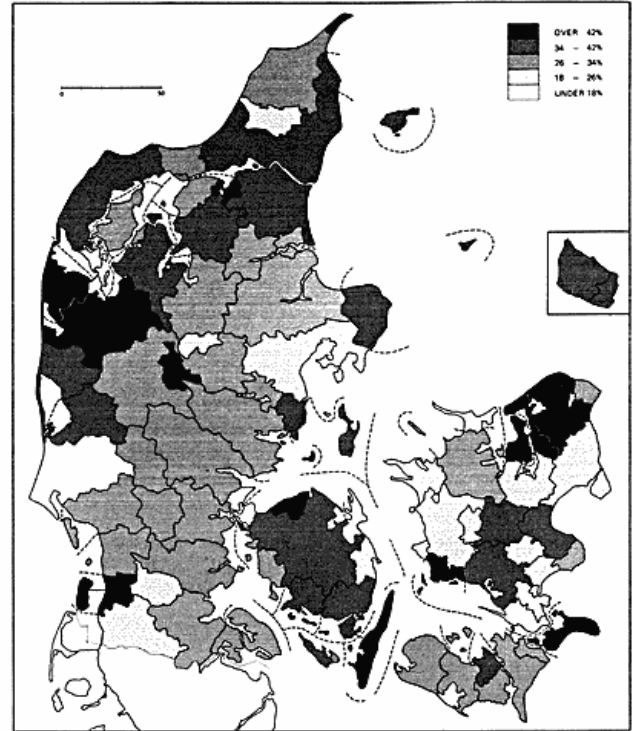 OVER 42%
34 – 42%
26 – 34%
18 – 26%
UNDER 18%
0 50